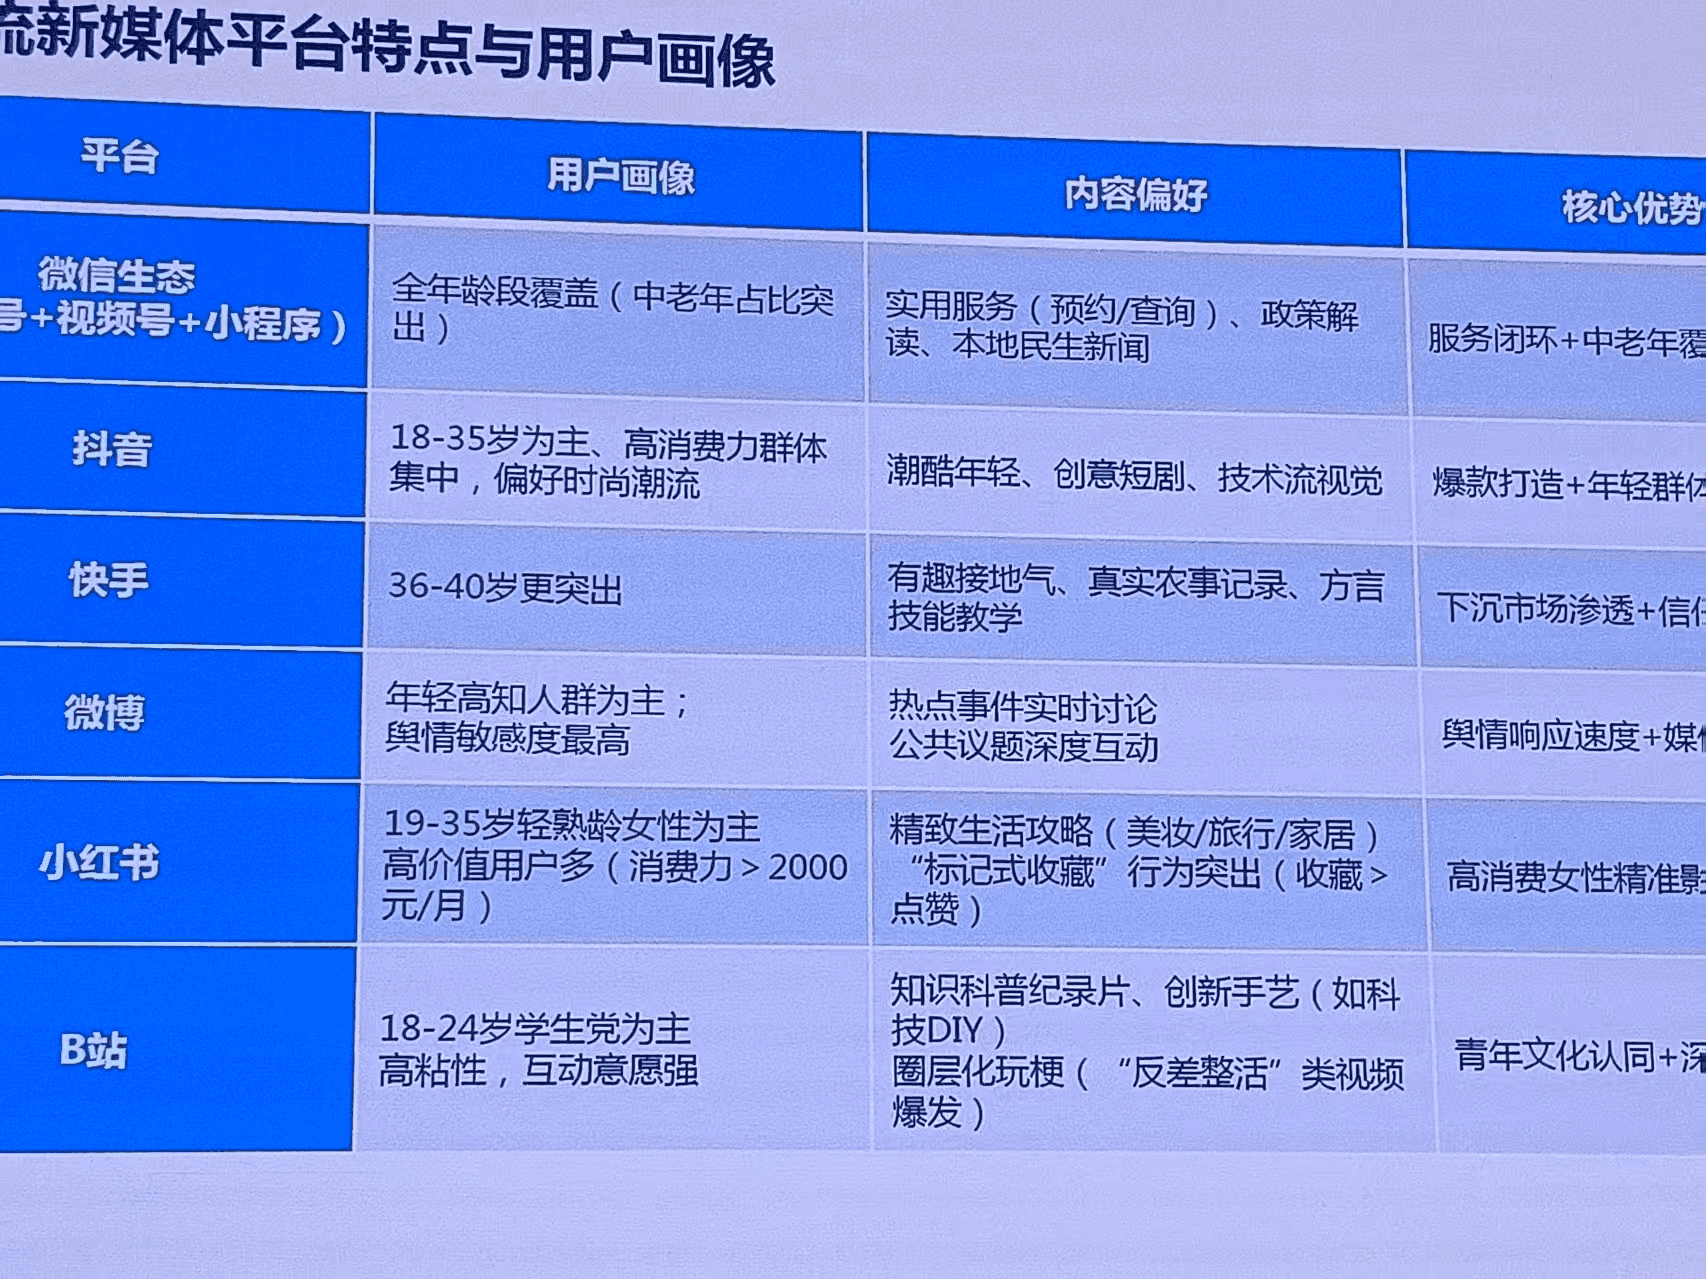 流新媒体平台特点与用户画像
平台
用户画像
内容偏好
核心优势
微信生态
号+视频号+小程序）
全年龄段覆盖（中老年占比突
出）
实用服务（预约/查询）、政策解
读、本地民生新闻
服务闭环+中老年覆
抖音
18-35岁为主、高消费力群体
集中，偏好时尚潮流
潮酷年轻、创意短剧、技术流视觉
爆款打造+年轻群体
快手
36-40岁更突出
有趣接地气、真实农事记录、方言
技能教学
下沉市场渗透+信任
微博
年轻高知人群为主；
舆情敏感度最高
热点事件实时讨论
公共议题深度互动
舆情响应速度+媒体
小红书
19-35岁轻熟龄女性为主
高价值用户多（消费力＞2000
元/月）
精致生活攻略（美妆/旅行/家居）
“标记式收藏”行为突出（收藏＞
点赞）
高消费女性精准影
B站
18-24岁学生党为主
高粘性，互动意愿强
知识科普纪录片、创新手艺（如科
技DIY）
圈层化玩梗（“反差整活”类视频
爆发）
青年文化认同+深